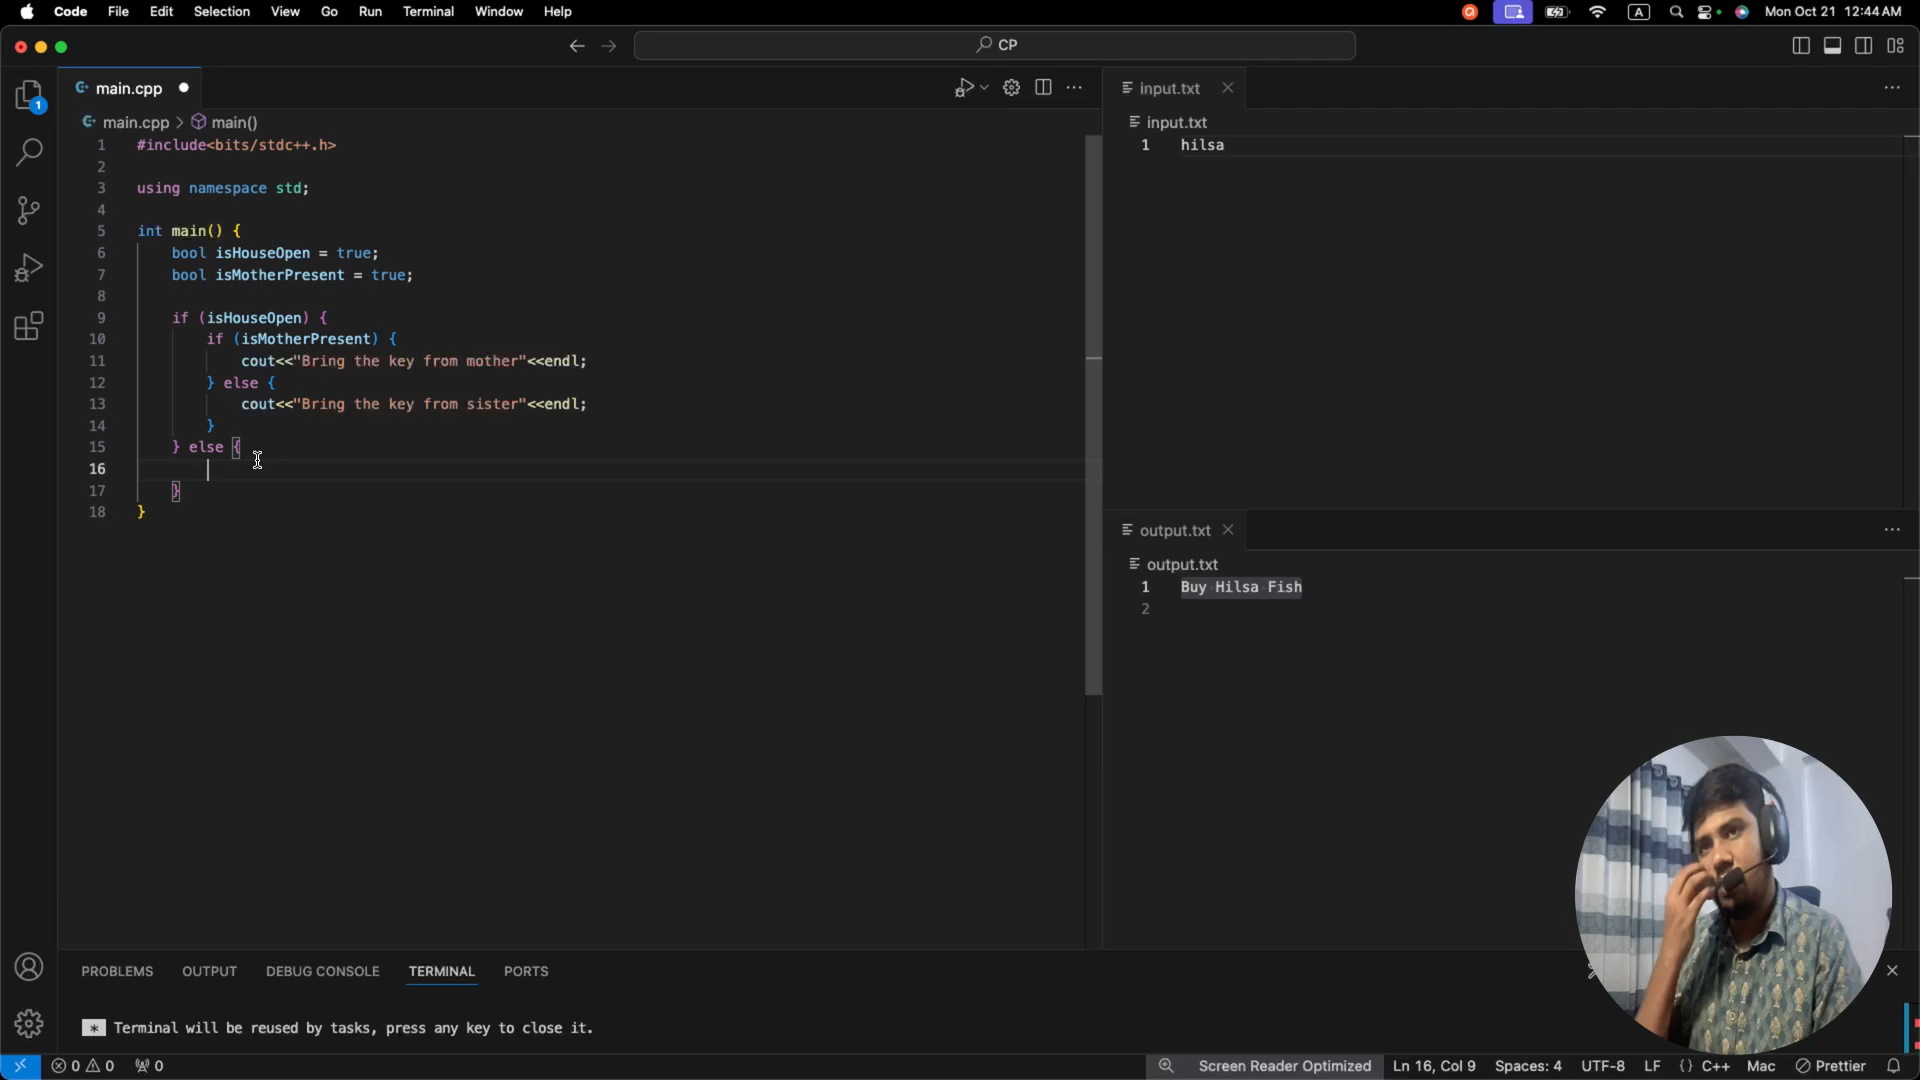 Code File Edit Selection View Go Run Terminal Window Help
A Mon Oct 21 12:44 AM
CP
main.cpp
main.cpp > main()
1 #include<bits/stdc++.h>
2
3 using namespace std;
4
5 int main() {
6 bool isHouseOpen = true;
7 bool isMotherPresent = true;
8
9 if (isHouseOpen) {
10 if (isMotherPresent) {
11 cout<<"Bring the key from mother"<<endl;
12 } else {
13 cout<<"Bring the key from sister"<<endl;
14 }
15 } else {
16
17 }
18 }
input.txt
input.txt
1 hilsa
output.txt
output.txt
1 Buy Hilsa Fish
2
1
PROBLEMS OUTPUT DEBUG CONSOLE TERMINAL PORTS
* Terminal will be reused by tasks, press any key to close it.
0 0 0 Screen Reader Optimized Ln 16, Col 9 Spaces: 4 UTF-8 LF {} C++ Mac Prettier